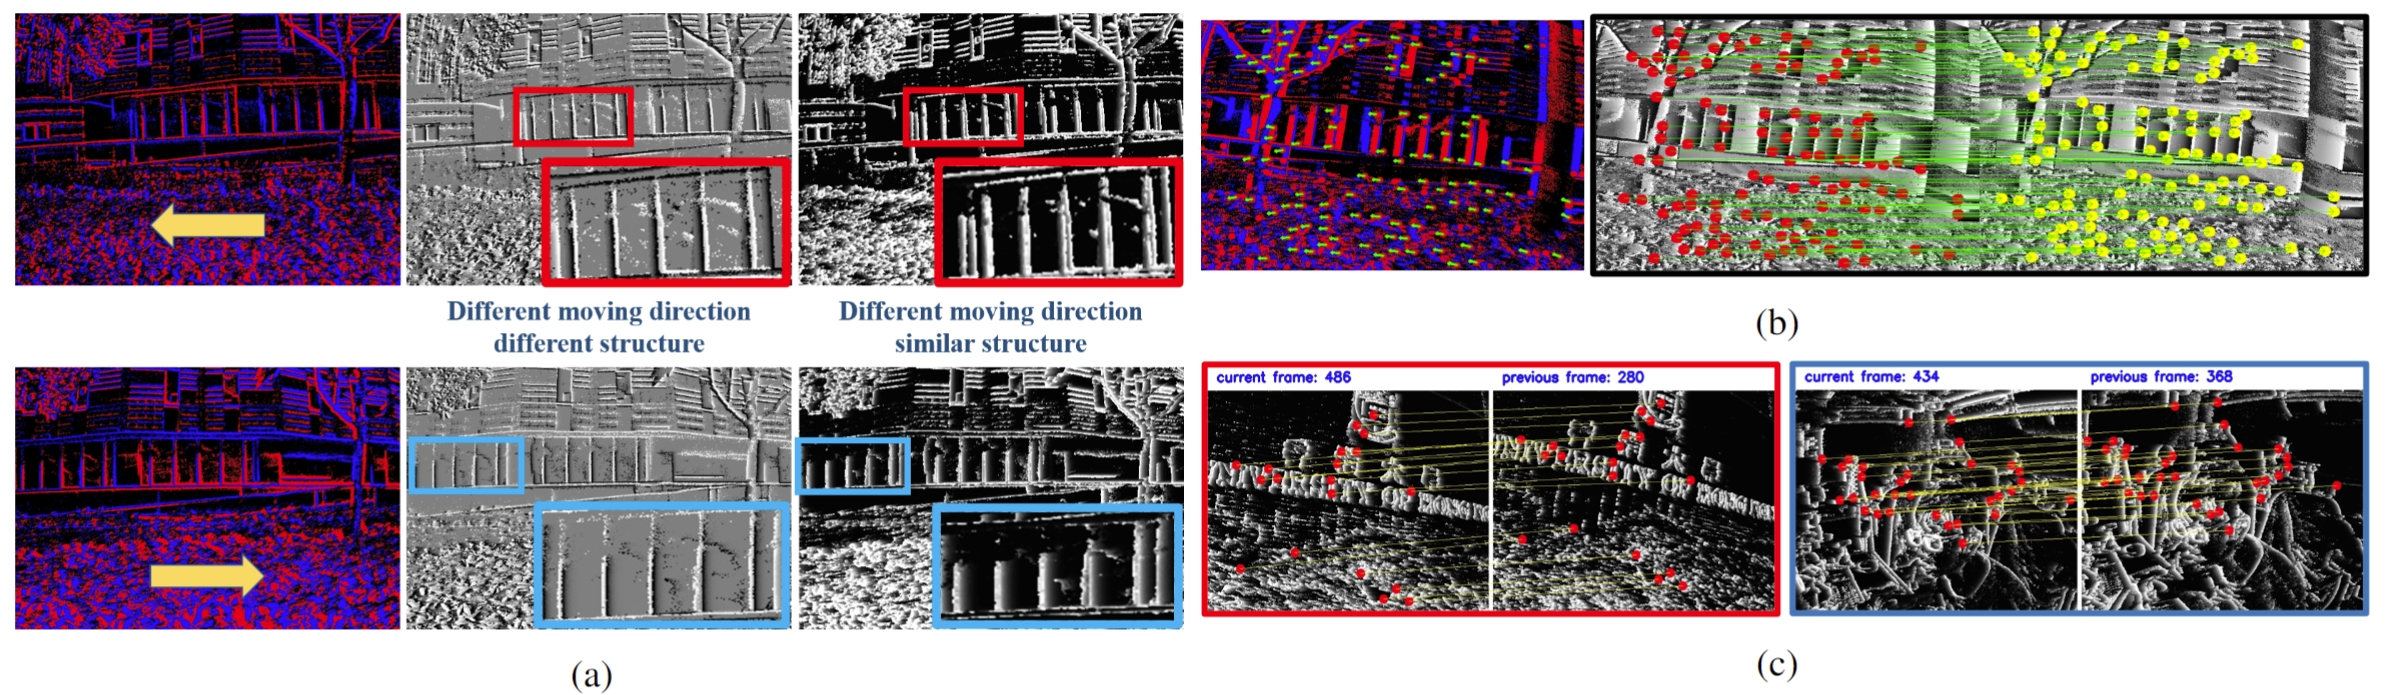 Different moving direction
different structure
Different moving direction
similar structure
(a)
(b)
current frame: 486
previous frame: 280
current frame: 434
previous frame: 368
(c)